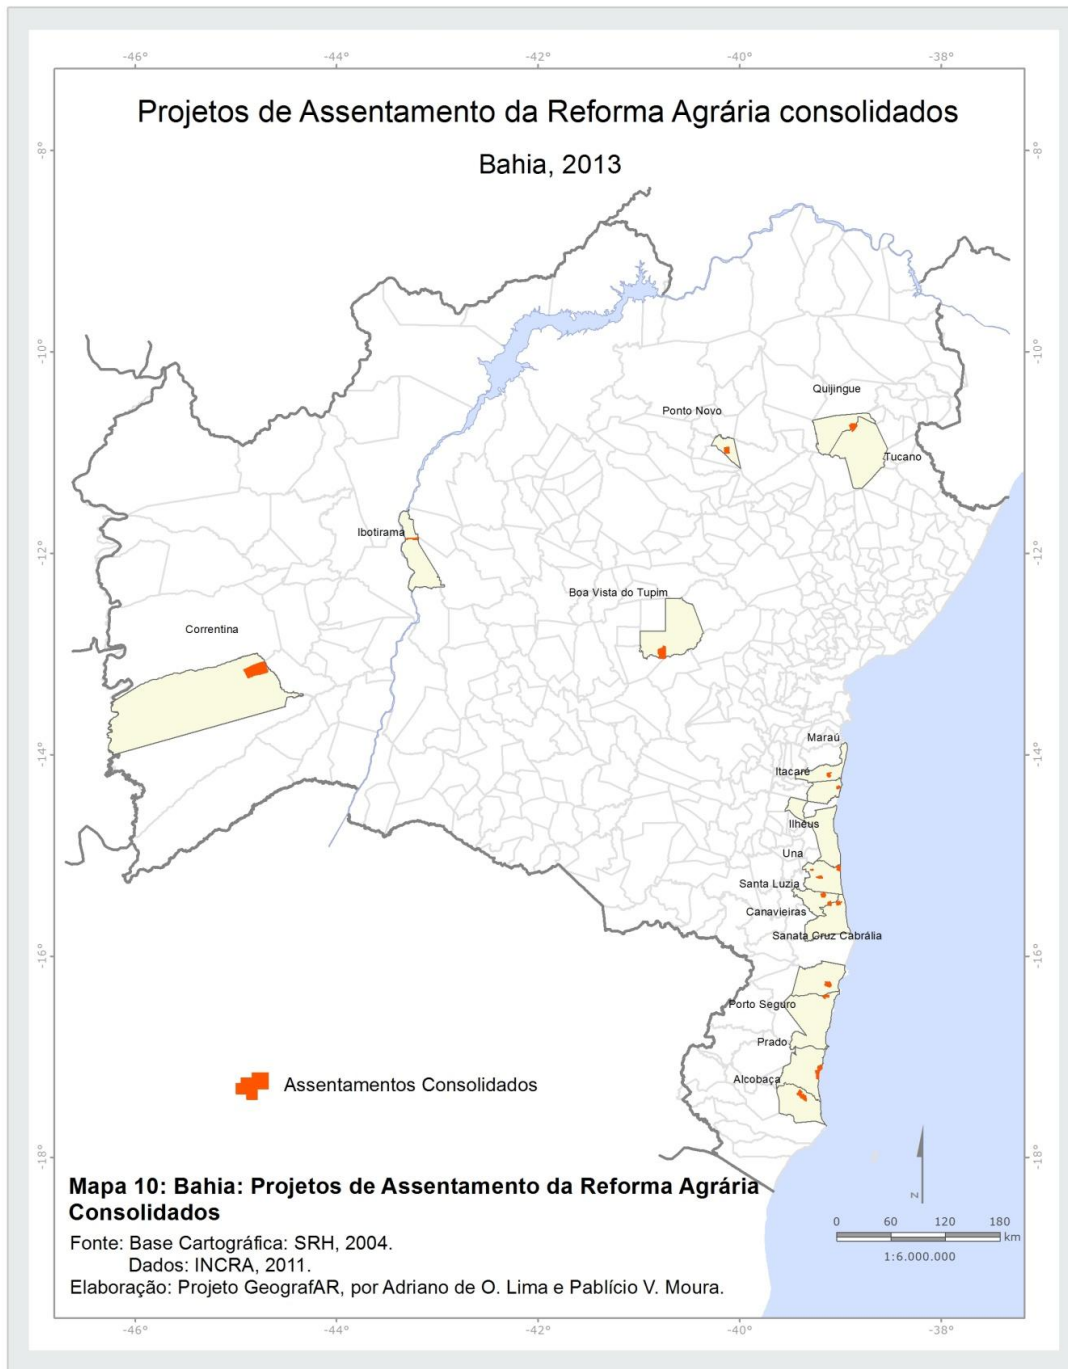 -46° -44° -42° -40° -38°
Projetos de Assentamento da Reforma Agrária consolidados
Bahia, 2013
-8° -8°
-10° -10°
Quijingue
Ponto Novo
Tucano
Ibotirama
-12° -12°
Boa Vista do Tupim
Correntina
Maraú
-14° -14°
Itacaré
Ilhéus
Una
Santa Luzia
Canavieiras
Sanata Cruz Cabrália
-16° -16°
Porto Seguro
Prado
Alcobaça
Assentamentos Consolidados
-18° -18°
N
Mapa 10: Bahia: Projetos de Assentamento da Reforma Agrária
Consolidados
Fonte: Base Cartográfica: SRH, 2004.
Dados: INCRA, 2011.
Elaboração: Projeto GeografAR, por Adriano de O. Lima e Pablício V. Moura.
0 60 120 180
km
1:6.000.000
-46° -44° -42° -40° -38°